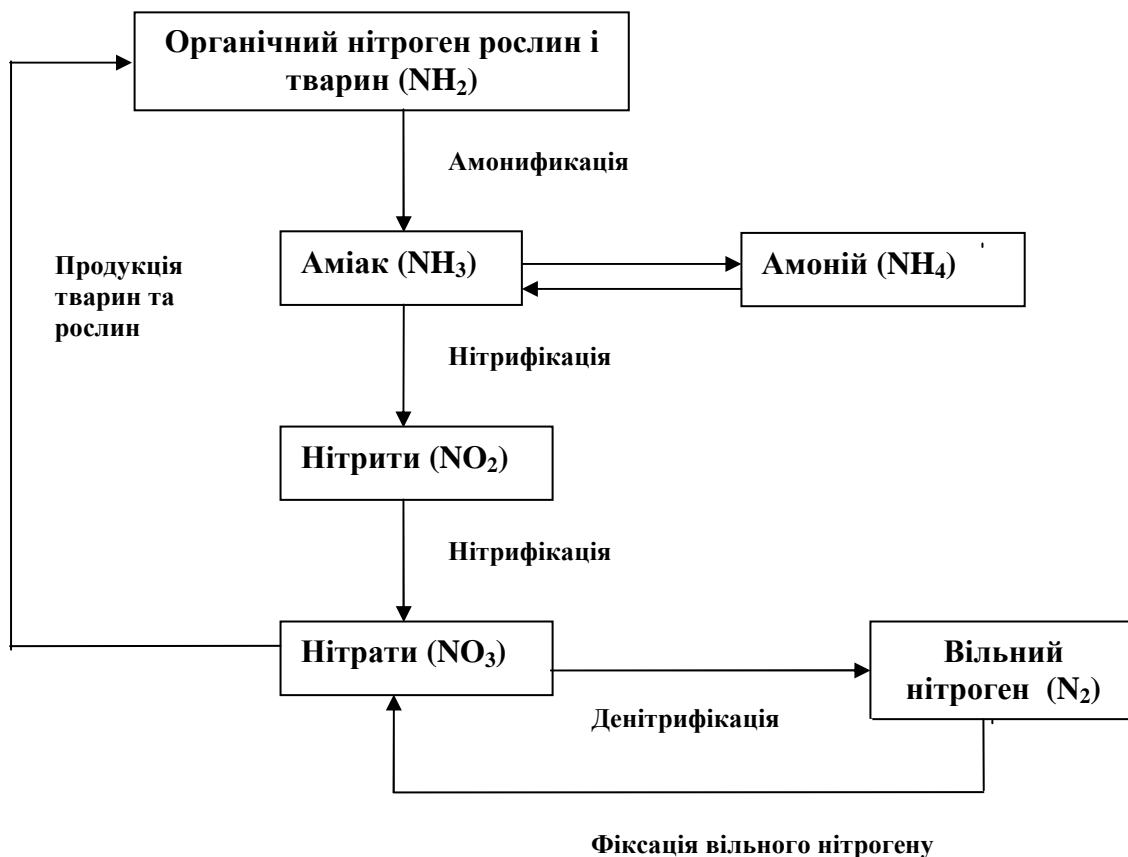 Органічний нітроген рослин і
тварин (NH₂)
Амонификація
Аміак (NH₃)
Амоній (NH₄)
Продукція
тварин та
рослин
Нітрифікація
Нітрити (NO₂)
Нітрифікація
Нітрати (NO₃)
Вільний
нітроген (N₂)
Денітрифікація
Фіксація вільного нітрогену